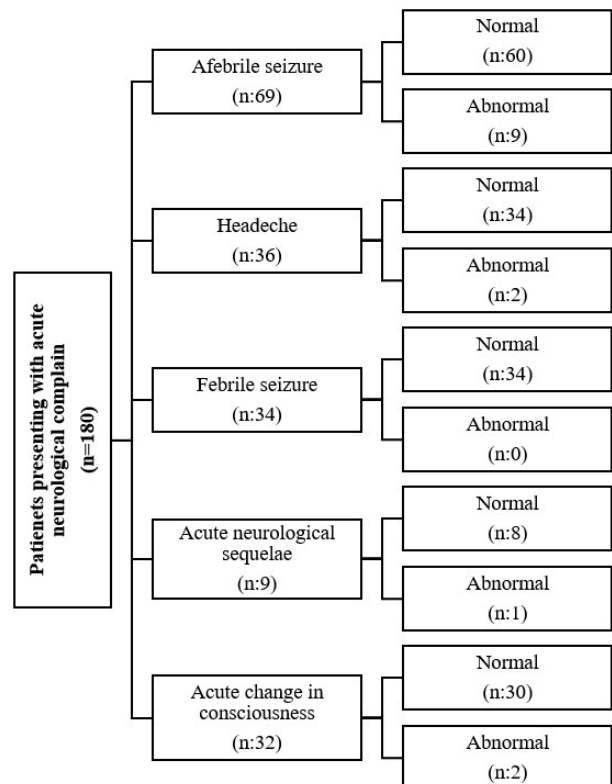 Patienets presenting with acute
neurological complain
(n=180)
Afebrile seizure
(n:69)
Normal
(n:60)
Abnormal
(n:9)
Headeche
(n:36)
Normal
(n:34)
Abnormal
(n:2)
Febrile seizure
(n:34)
Normal
(n:34)
Abnormal
(n:0)
Acute neurological
sequelae
(n:9)
Normal
(n:8)
Abnormal
(n:1)
Acute change in
consciousness
(n:32)
Normal
(n:30)
Abnormal
(n:2)